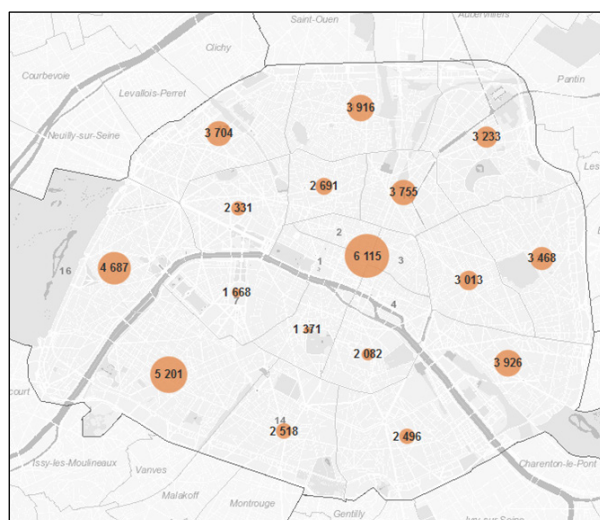 Saint-Ouen
Aubervilliers
Clichy
Courbevoie
Pantin
Levallois-Perret
3 916
3 704
3 233
Neuilly-sur-Seine
2 691
3 755
2 331
2
6 115
1
3
3 468
16
4 687
3 013
1 668
4
1 371
2 082
3 926
5 201
14
2 518
2 496
Issy-les-Moulineaux
Vanves
Charenton-le-Pont
Malakoff
Montrouge
Gentilly